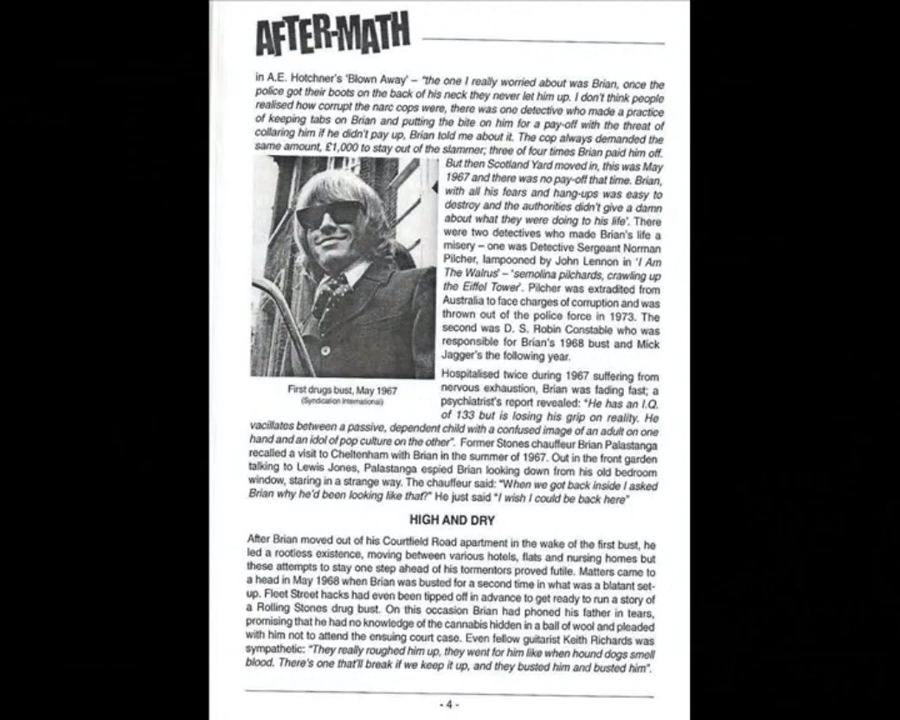 AFTER-MATH
in A.E. Hotchner's 'Blown Away' – "the one I really worried about was Brian, once the
police got their boots on the back of his neck they never let him up. I don't think people
realised how corrupt the narc cops were, there was one detective who made a practice
of keeping tabs on Brian and putting the bite on him for a pay-off with the threat of
collaring him if he didn't pay up, Brian told me about it. The cop always demanded the
same amount, £1,000 to stay out of the slammer; three of four times Brian paid him off.
But then Scotland Yard moved in, this was May
1967 and there was no pay-off that time. Brian,
with all his fears and hang-ups was easy to
destroy and the authorities didn't give a damn
about what they were doing to his life'. There
were two detectives who made Brian's life a
misery – one was Detective Sergeant Norman
Pilcher, lampooned by John Lennon in 'I Am
The Walrus' – 'semolina pilchards, crawling up
the Eiffel Tower'. Pilcher was extradited from
Australia to face charges of corruption and was
thrown out of the police force in 1973. The
second was D. S. Robin Constable who was
responsible for Brian's 1968 bust and Mick
Jagger's the following year.
First drugs bust, May 1967
(Syndication International)
Hospitalised twice during 1967 suffering from
nervous exhaustion, Brian was fading fast; a
psychiatrist's report revealed: "He has an I.Q.
of 133 but is losing his grip on reality. He
vacillates between a passive, dependent child with a confused image of an adult on one
hand and an idol of pop culture on the other". Former Stones chauffeur Brian Palastanga
recalled a visit to Cheltenham with Brian in the summer of 1967. Out in the front garden
talking to Lewis Jones, Palastanga espied Brian looking down from his old bedroom
window, staring in a strange way. The chauffeur said: "When we got back inside I asked
Brian why he'd been looking like that?" He just said "I wish I could be back here"
HIGH AND DRY
After Brian moved out of his Courtfield Road apartment in the wake of the first bust, he
led a rootless existence, moving between various hotels, flats and nursing homes but
these attempts to stay one step ahead of his tormentors proved futile. Matters came to
a head in May 1968 when Brian was busted for a second time in what was a blatant set-
up. Fleet Street hacks had even been tipped off in advance to get ready to run a story of
a Rolling Stones drug bust. On this occasion Brian had phoned his father in tears,
promising that he had no knowledge of the cannabis hidden in a ball of wool and pleaded
with him not to attend the ensuing court case. Even fellow guitarist Keith Richards was
sympathetic: "They really roughed him up, they went for him like when hound dogs smell
blood. There's one that'll break if we keep it up, and they busted him and busted him".
- 4 -